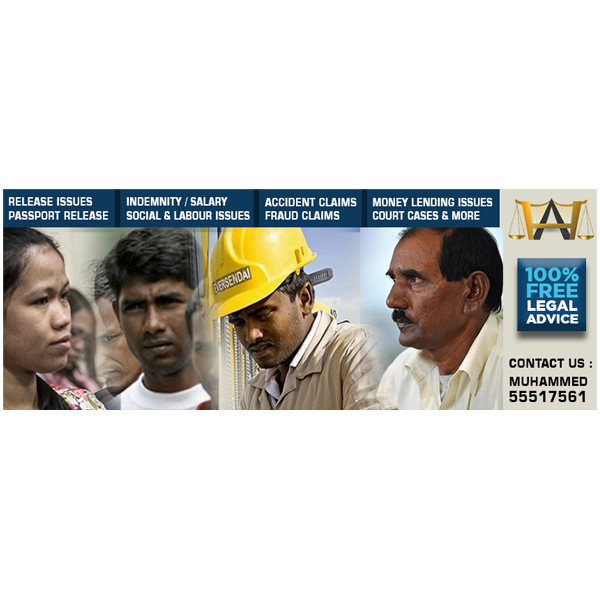 RELEASE ISSUES
PASSPORT RELEASE
INDEMNITY / SALARY
SOCIAL & LABOUR ISSUES
ACCIDENT CLAIMS
FRAUD CLAIMS
MONEY LENDING ISSUES
COURT CASES & MORE
EVERSENDAI
AH
100%
FREE
LEGAL
ADVICE
CONTACT US :
MUHAMMED
55517561